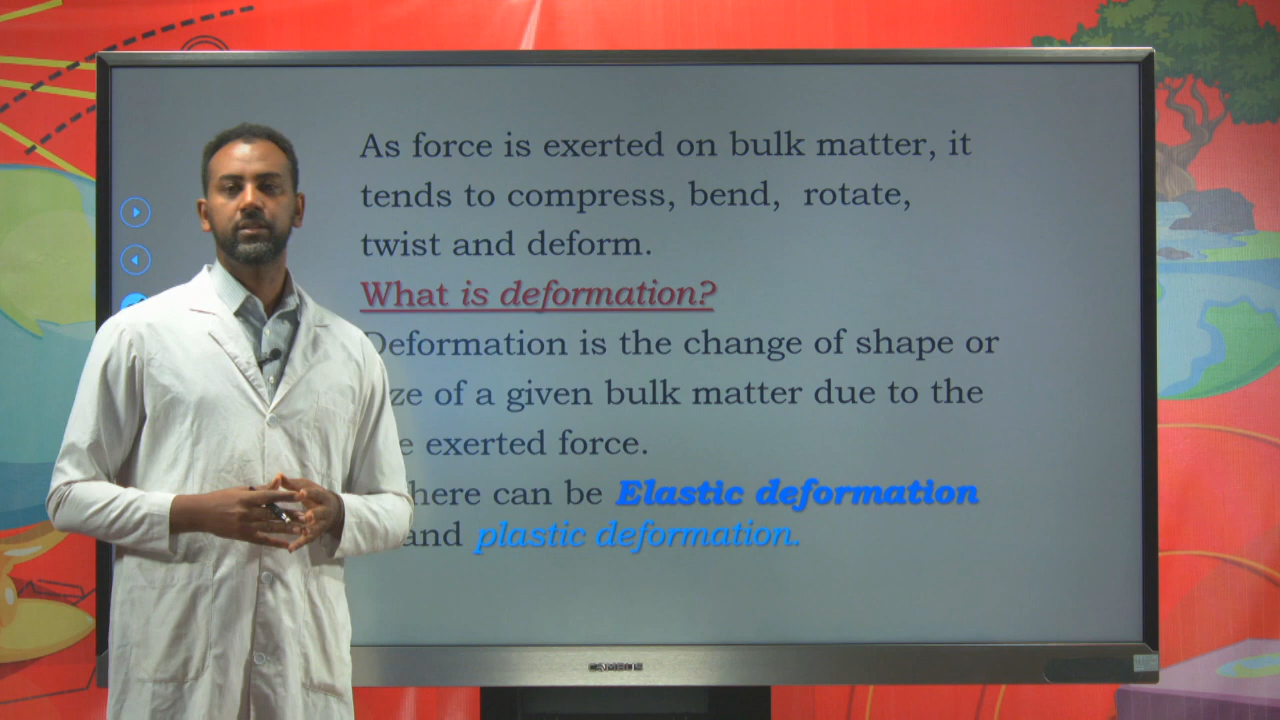 As force is exerted on bulk matter, it
tends to compress, bend, rotate,
twist and deform.
What is deformation?
Deformation is the change of shape or
ze of a given bulk matter due to the
e exerted force.
here can be Elastic deformation
and plastic deformation.